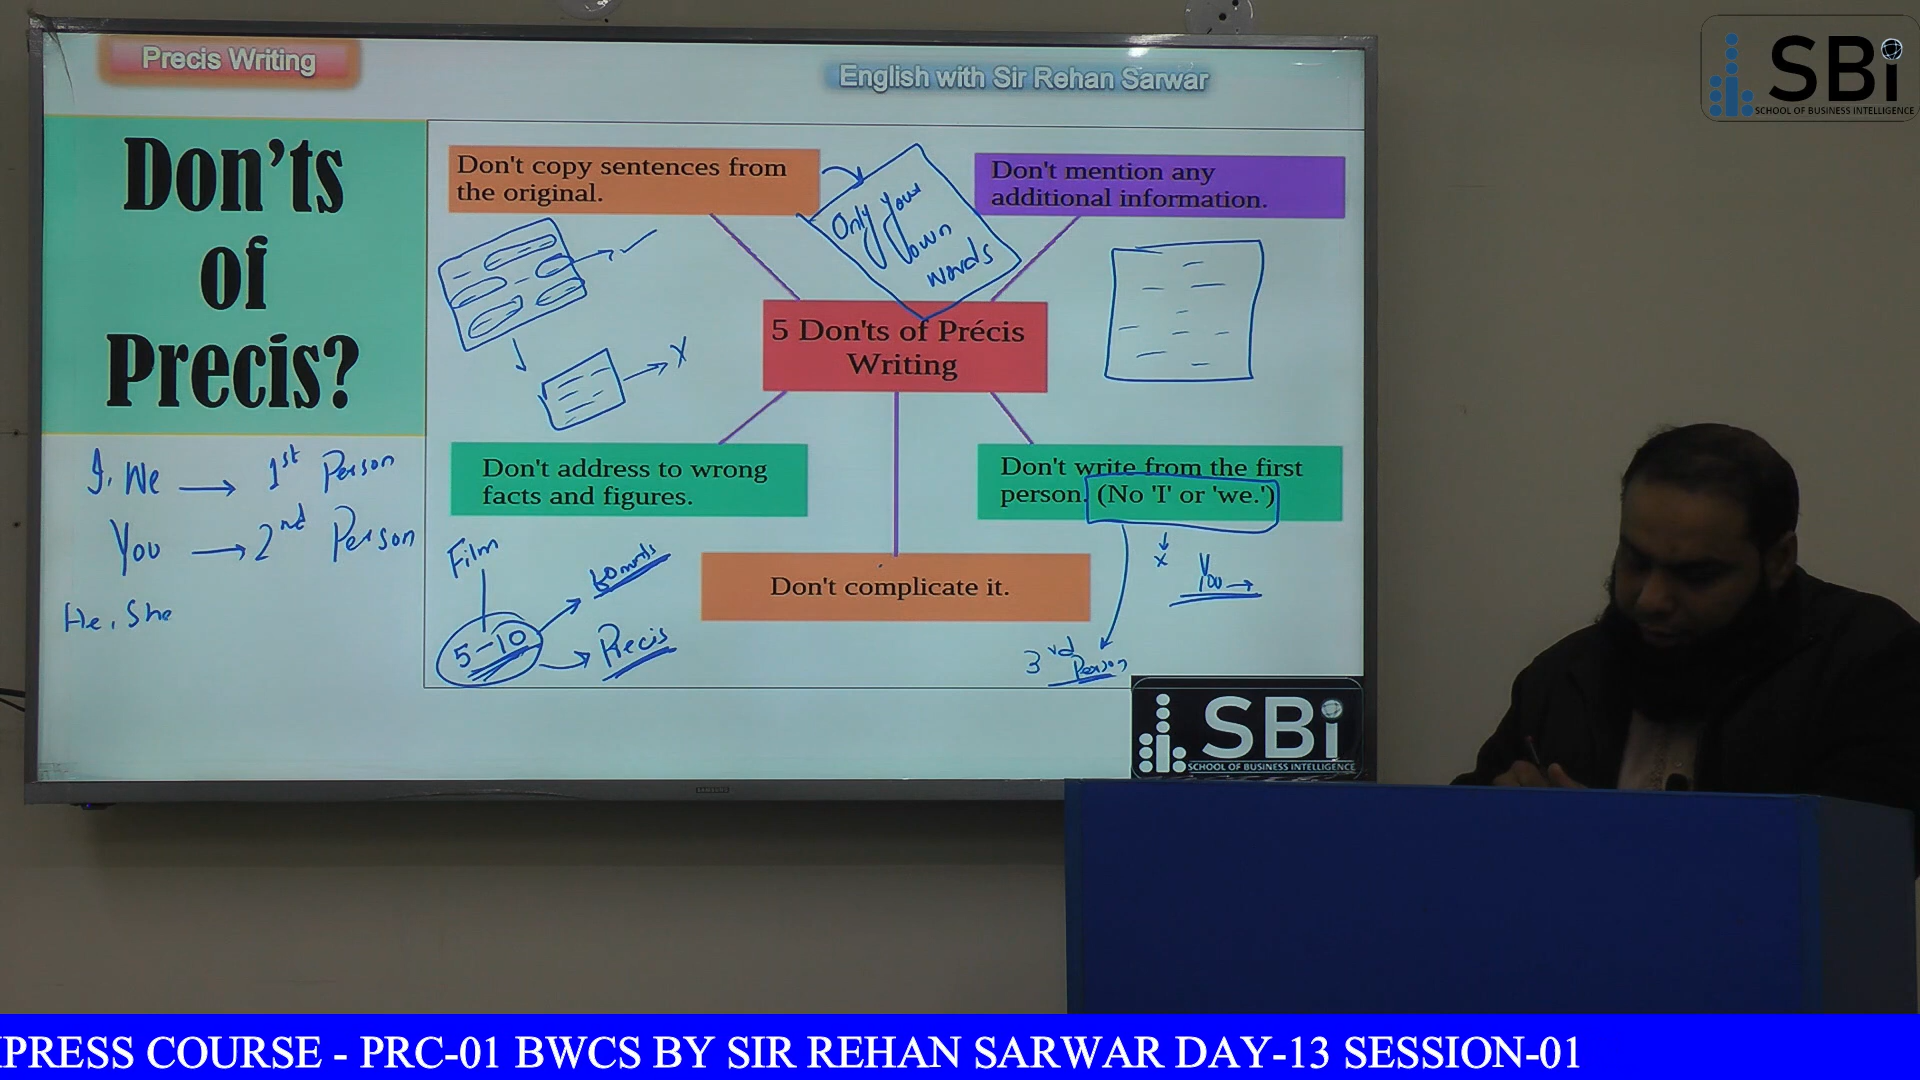 Precis Writing
English with Sir Rehan Sarwar
SBi
SCHOOL OF BUSINESS INTELLIGENCE
Don'ts
of
Precis?
Don't copy sentences from
the original.
Only your
own
words
Don't mention any
additional information.
5 Don'ts of Précis
Writing
Don't address to wrong
facts and figures.
Don't write from the first
person. (No 'I' or 'we.')
Don't complicate it.
I, We → 1st Person
You → 2nd Person
He, She
Film
5-10
Precis
x
You →
3rd Person
SBi
SCHOOL OF BUSINESS INTELLIGENCE
SAMSUNG
PRESS COURSE - PRC-01 BWCS BY SIR REHAN SARWAR DAY-13 SESSION-01